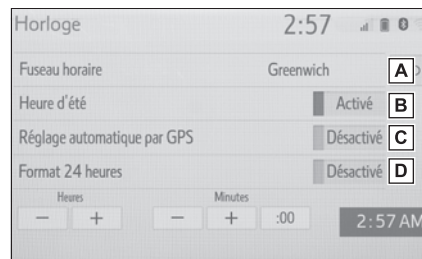 Horloge 2:57
Fuseau horaire Greenwich A
Heure d'été Activé B
Réglage automatique par GPS Désactivé C
Format 24 heures Désactivé D
Heures Minutes
− + − + :00 2:57 AM